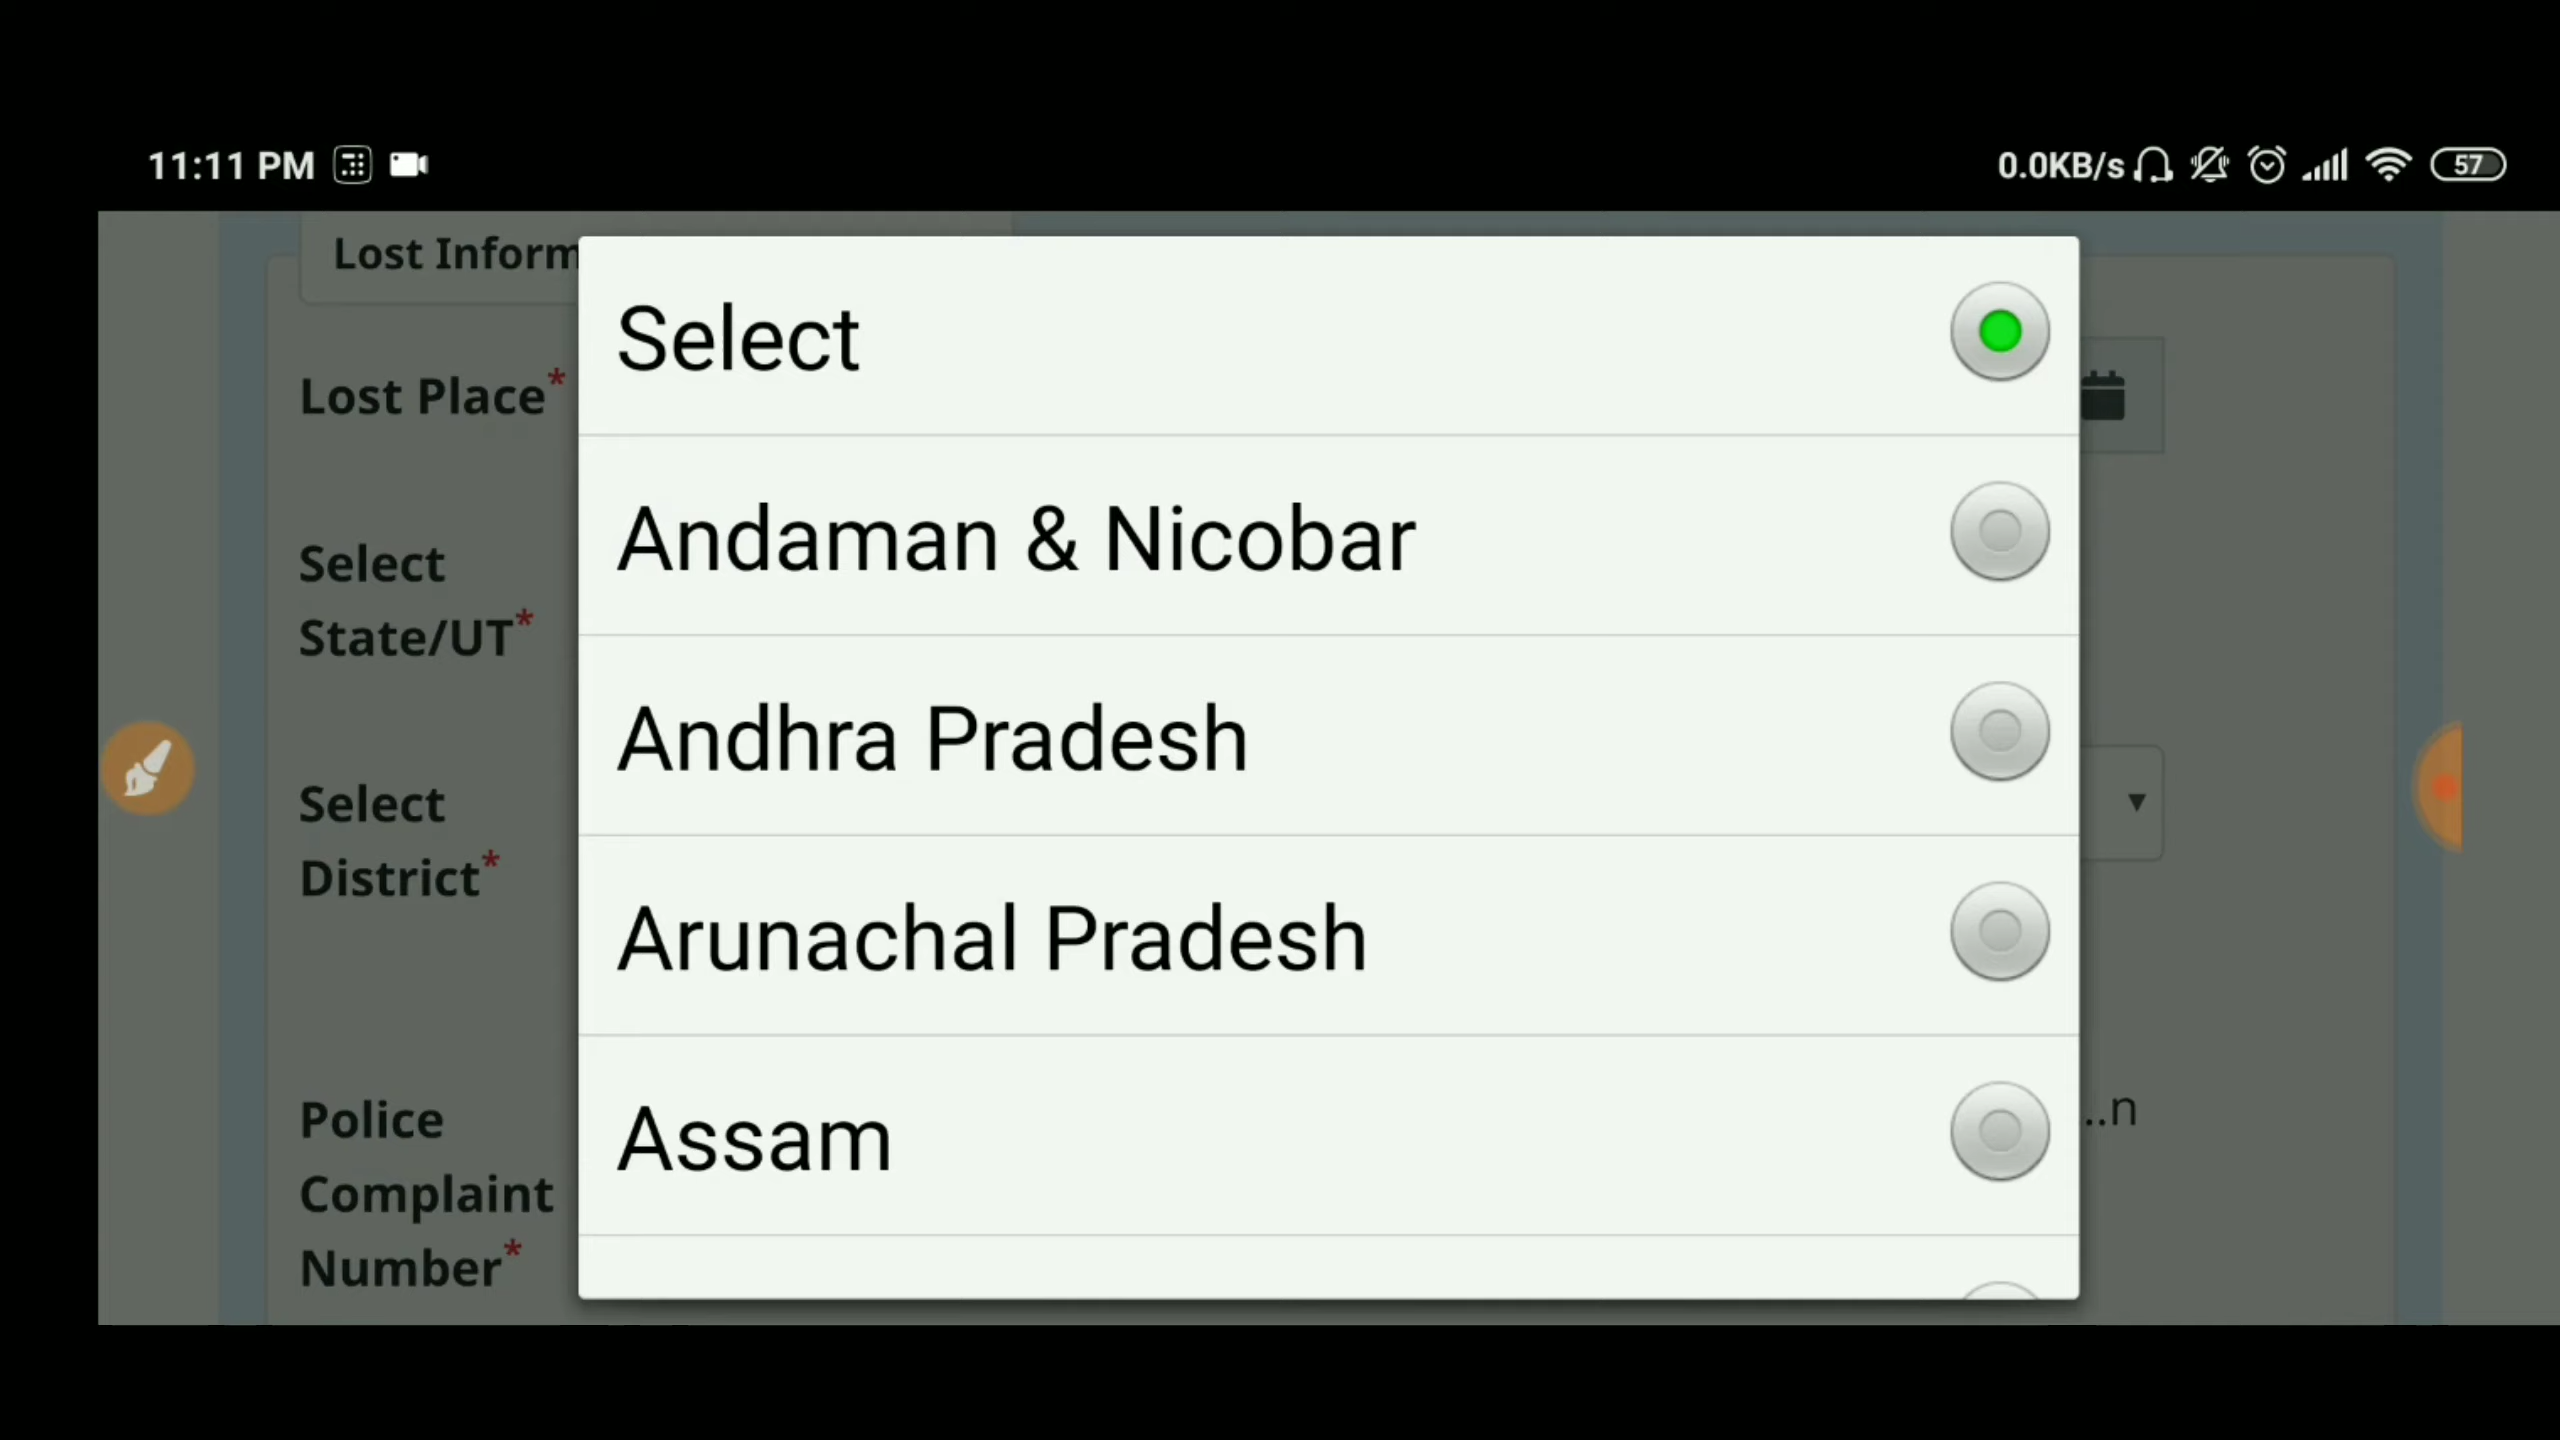 11:11 PM
0.0KB/s
57
Lost Inform
Lost Place*
Select
State/UT*
Select
District*
Police
Complaint
Number*
Select
Andaman & Nicobar
Andhra Pradesh
Arunachal Pradesh
Assam
..n